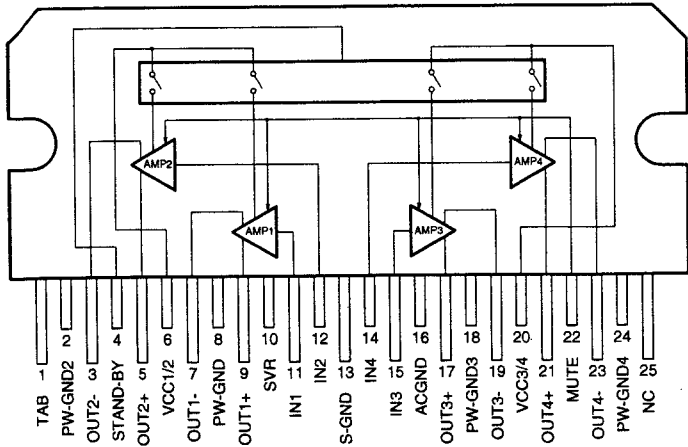 AMP2
AMP4
AMP1
AMP3
1 2 3 4 5 6 7 8 9 10 11 12 13 14 15 16 17 18 19 20 21 22 23 24 25
TAB
PW-GND2
OUT2-
STAND-BY
OUT2+
VCC1/2
OUT1-
PW-GND
OUT1+
SVR
IN1
IN2
S-GND
IN4
IN3
ACGND
OUT3+
PW-GND3
OUT3-
VCC3/4
OUT4+
MUTE
OUT4-
PW-GND4
NC